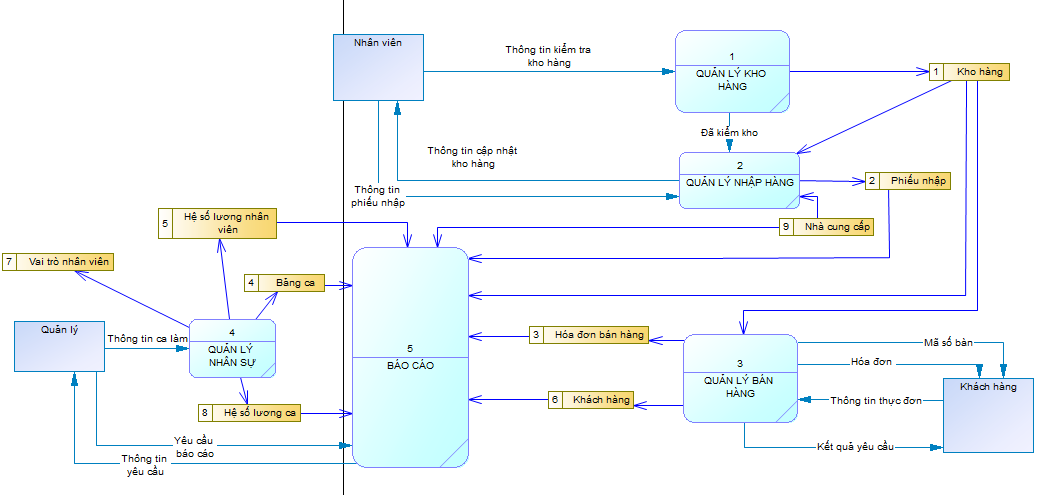 Nhân viên
Thông tin kiểm tra
kho hàng
1
QUẢN LÝ KHO
HÀNG
1 Kho hàng
Đã kiểm kho
Thông tin cập nhật
kho hàng
2
QUẢN LÝ NHẬP HÀNG
2 Phiếu nhập
Thông tin
phiếu nhập
5 Hệ số lương nhân
viên
9 Nhà cung cấp
7 Vai trò nhân viên
4 Bảng ca
Quản lý
Thông tin ca làm
4
QUẢN LÝ
NHÂN SỰ
3 Hóa đơn bán hàng
5
BÁO CÁO
3
QUẢN LÝ BÁN
HÀNG
Mã số bàn
Hóa đơn
Khách hàng
Thông tin thực đơn
6 Khách hàng
8 Hệ số lương ca
Yêu cầu
báo cáo
Kết quả yêu cầu
Thông tin
yêu cầu